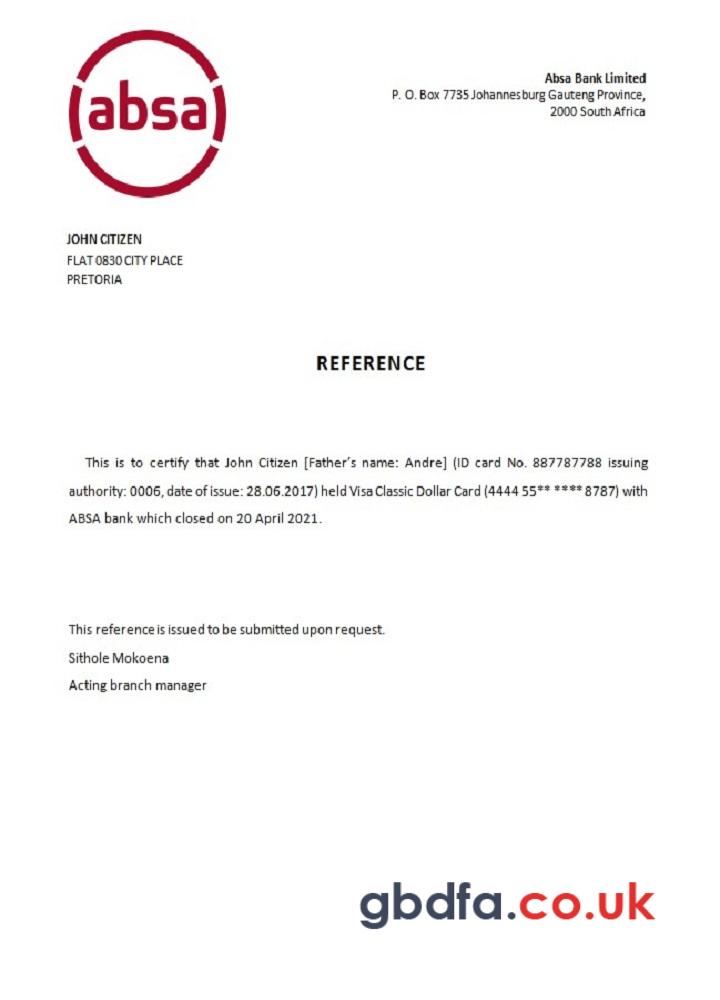 absa
Absa Bank Limited
P. O. Box 7735 Johannesburg Gauteng Province,
2000 South Africa
JOHN CITIZEN
FLAT 0830 CITY PLACE
PRETORIA
REFERENCE
This is to certify that John Citizen [Father's name: Andre] (ID card No. 887787788 issuing
authority: 0006, date of issue: 28.06.2017) held Visa Classic Dollar Card (4444 55** **** 8787) with
ABSA bank which closed on 20 April 2021.
This reference is issued to be submitted upon request.
Sithole Mokoena
Acting branch manager
gbdfa.co.uk